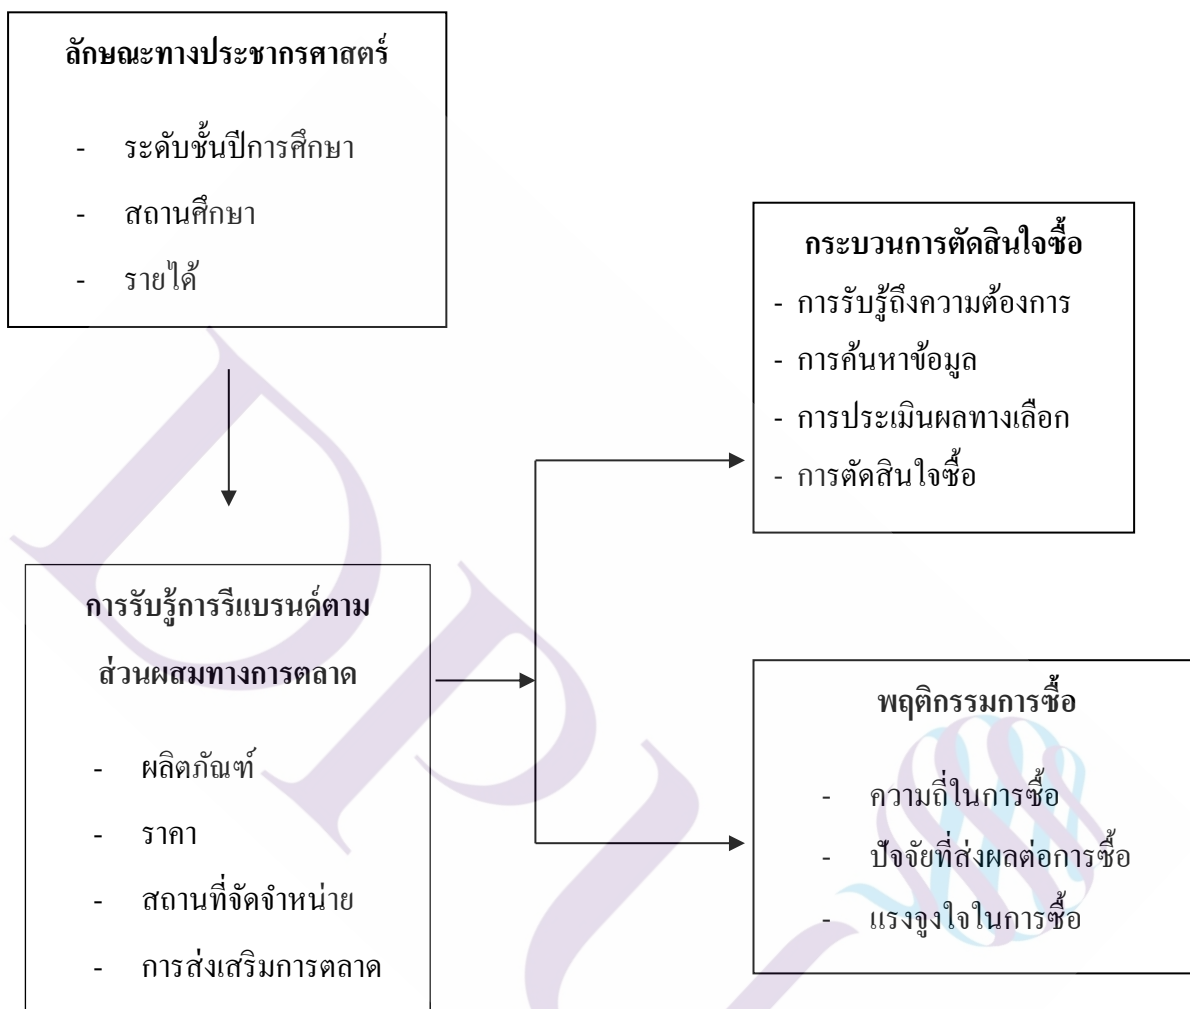 ลักษณะทางประชากรศาสตร์
- ระดับชั้นปีการศึกษา
- สถานศึกษา
- รายได้
การรับรู้การรีแบรนด์ตาม
ส่วนผสมทางการตลาด
- ผลิตภัณฑ์
- ราคา
- สถานที่จัดจำหน่าย
- การส่งเสริมการตลาด
กระบวนการตัดสินใจซื้อ
- การรับรู้ถึงความต้องการ
- การค้นหาข้อมูล
- การประเมินผลทางเลือก
- การตัดสินใจซื้อ
พฤติกรรมการซื้อ
- ความถี่ในการซื้อ
- ปัจจัยที่ส่งผลต่อการซื้อ
- แรงจูงใจในการซื้อ
DPU